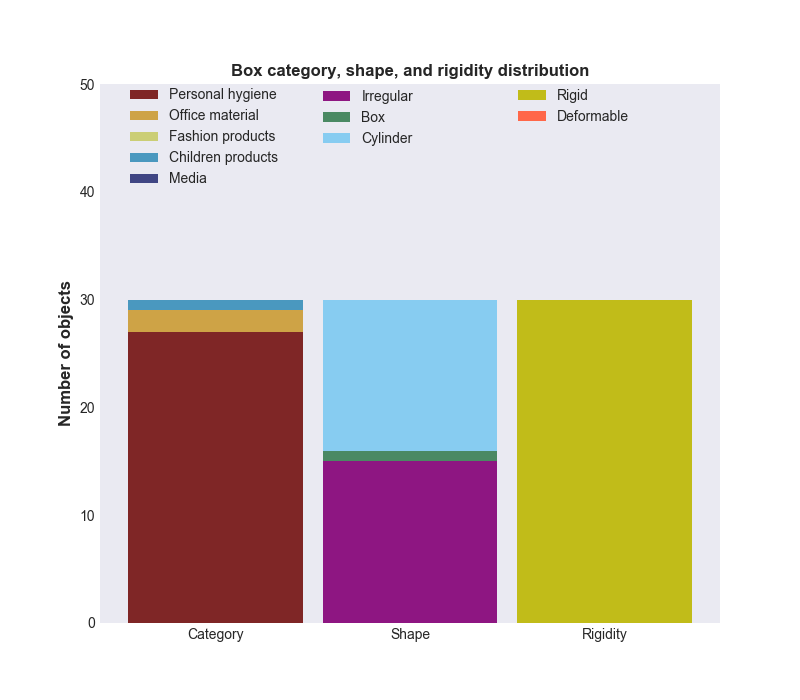 Box category, shape, and rigidity distribution
50
40
30
20
10
0
Number of objects
Personal hygiene
Office material
Fashion products
Children products
Media
Irregular
Box
Cylinder
Rigid
Deformable
Category
Shape
Rigidity